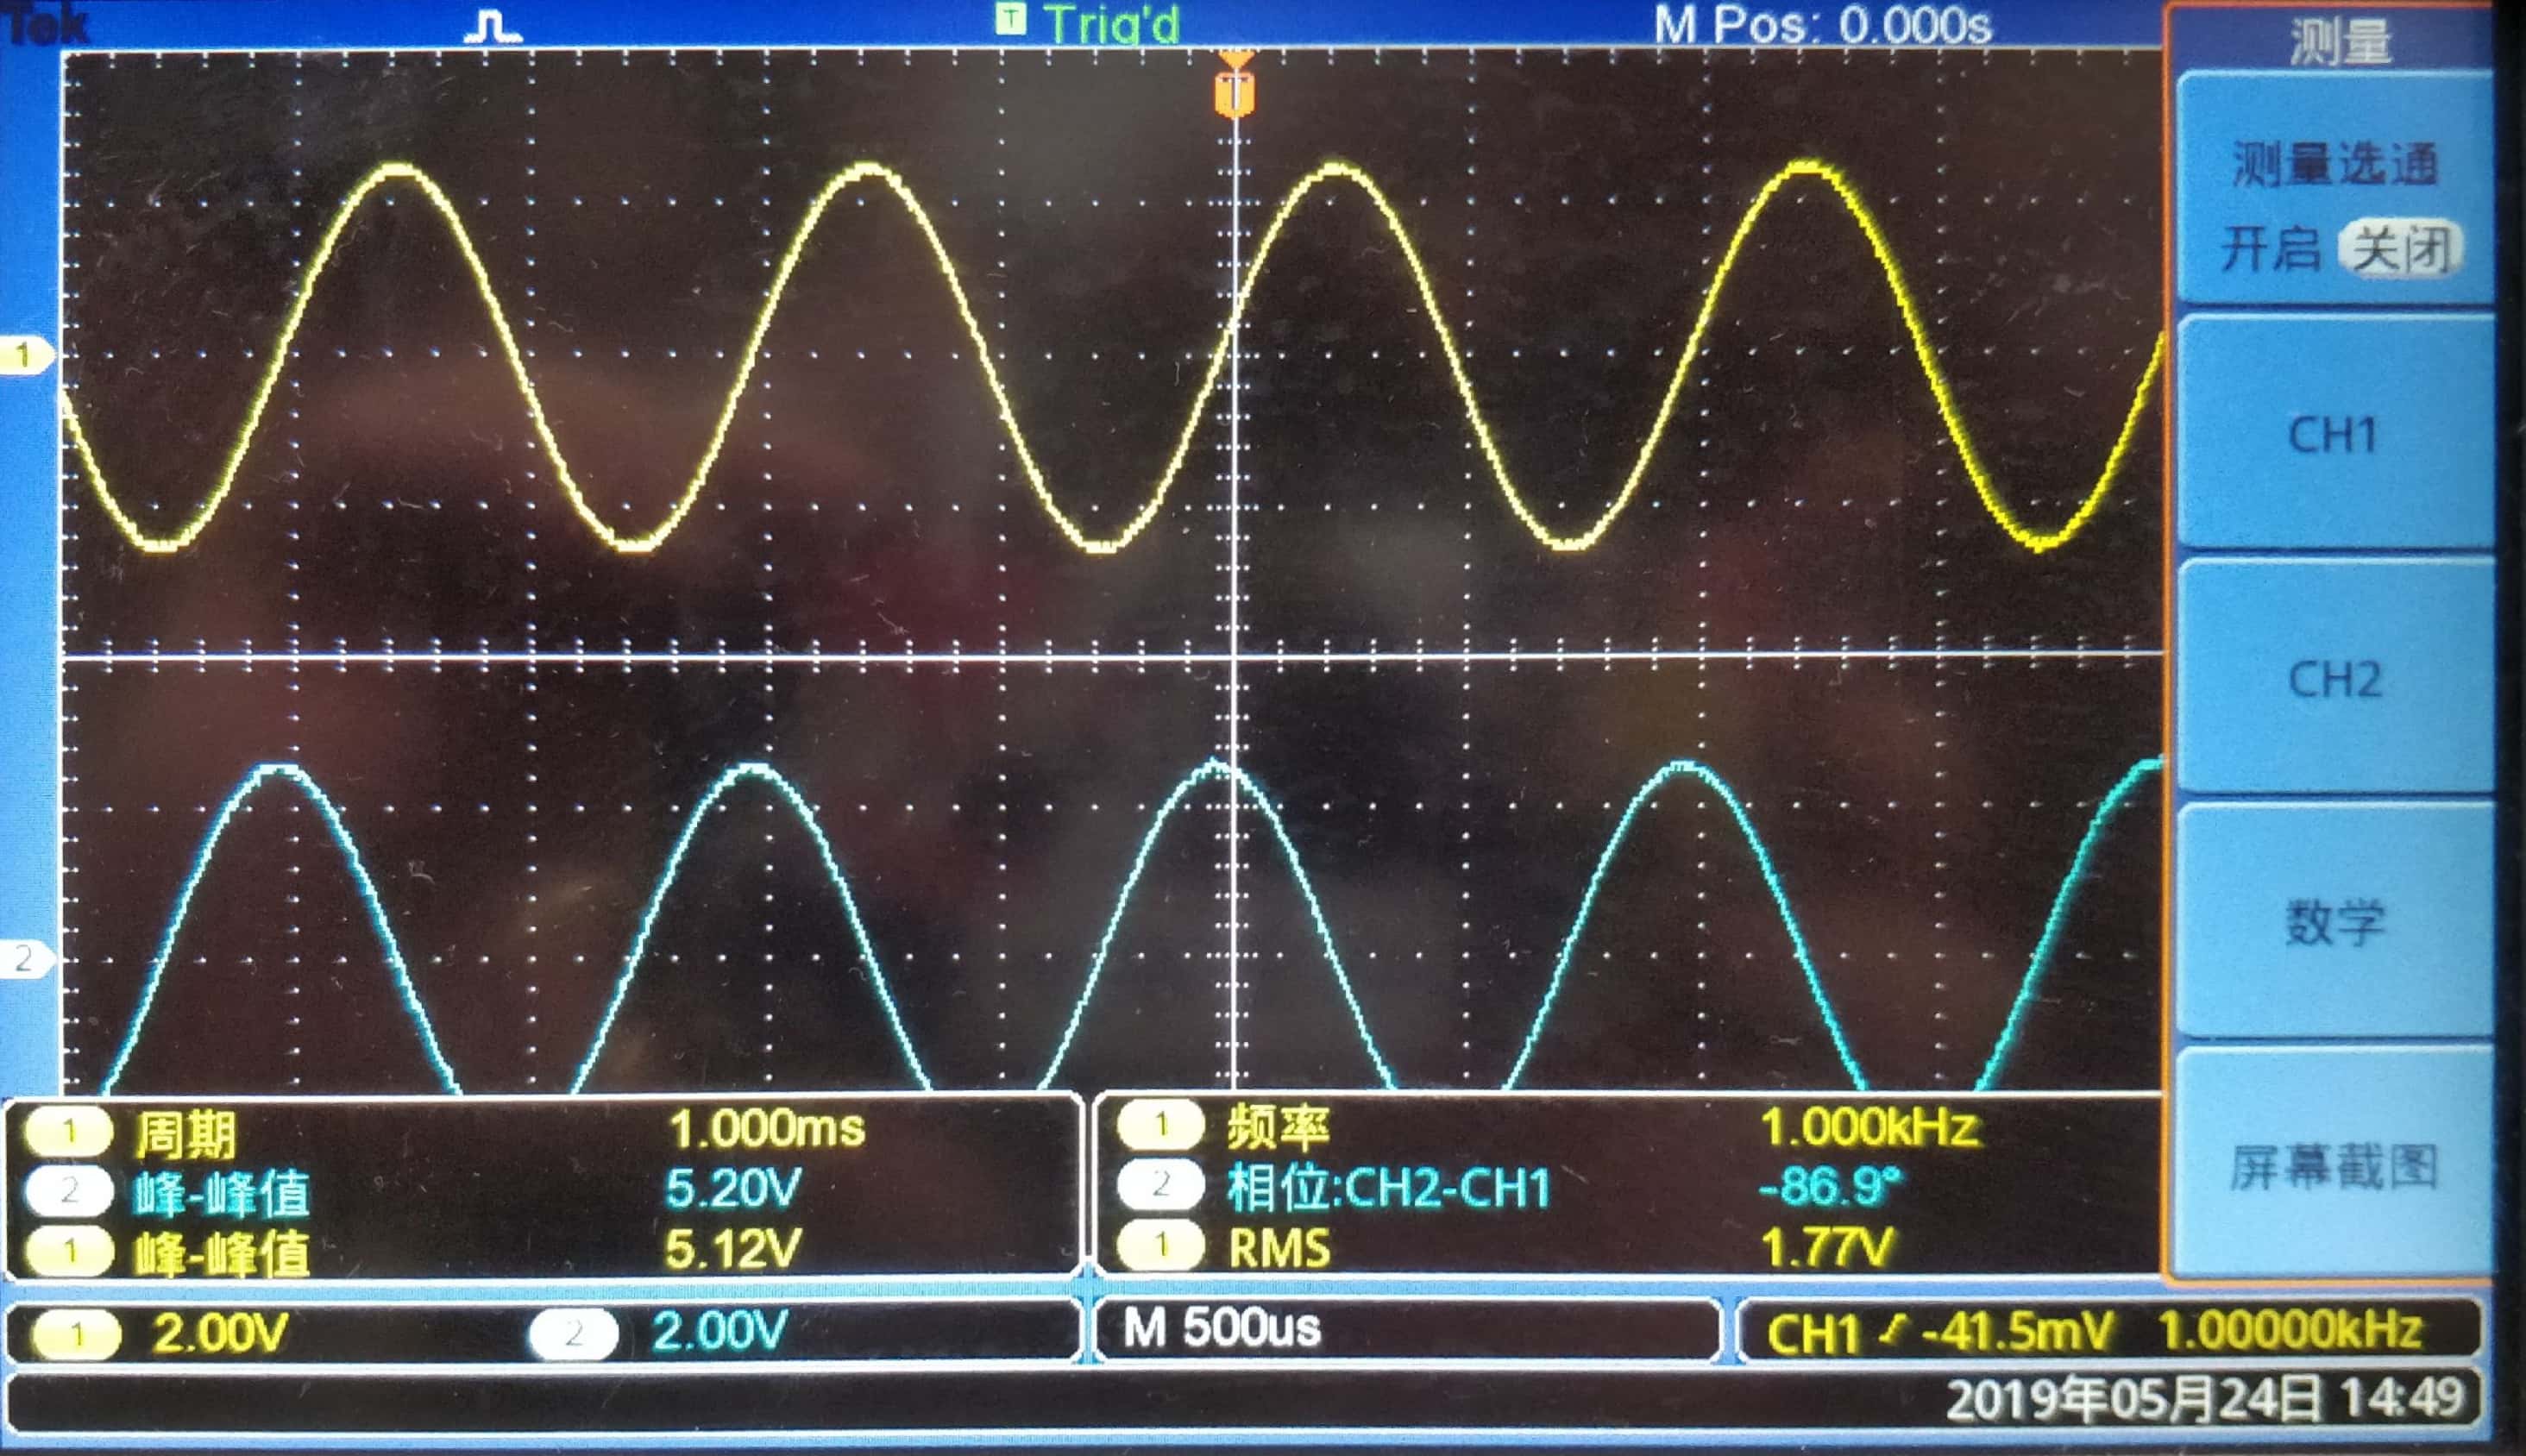 Tek T Trig'd M Pos: 0.000s
测量
测量选通
开启 关闭
CH1
CH2
数学
屏幕截图
T
1
2
1 周期 1.000ms
2 峰-峰值 5.20V
1 峰-峰值 5.12V
1 频率 1.000kHz
2 相位:CH2-CH1 -86.9°
1 RMS 1.77V
1 2.00V 2 2.00V M 500us CH1 -41.5mV 1.00000kHz
2019年05月24日 14:49